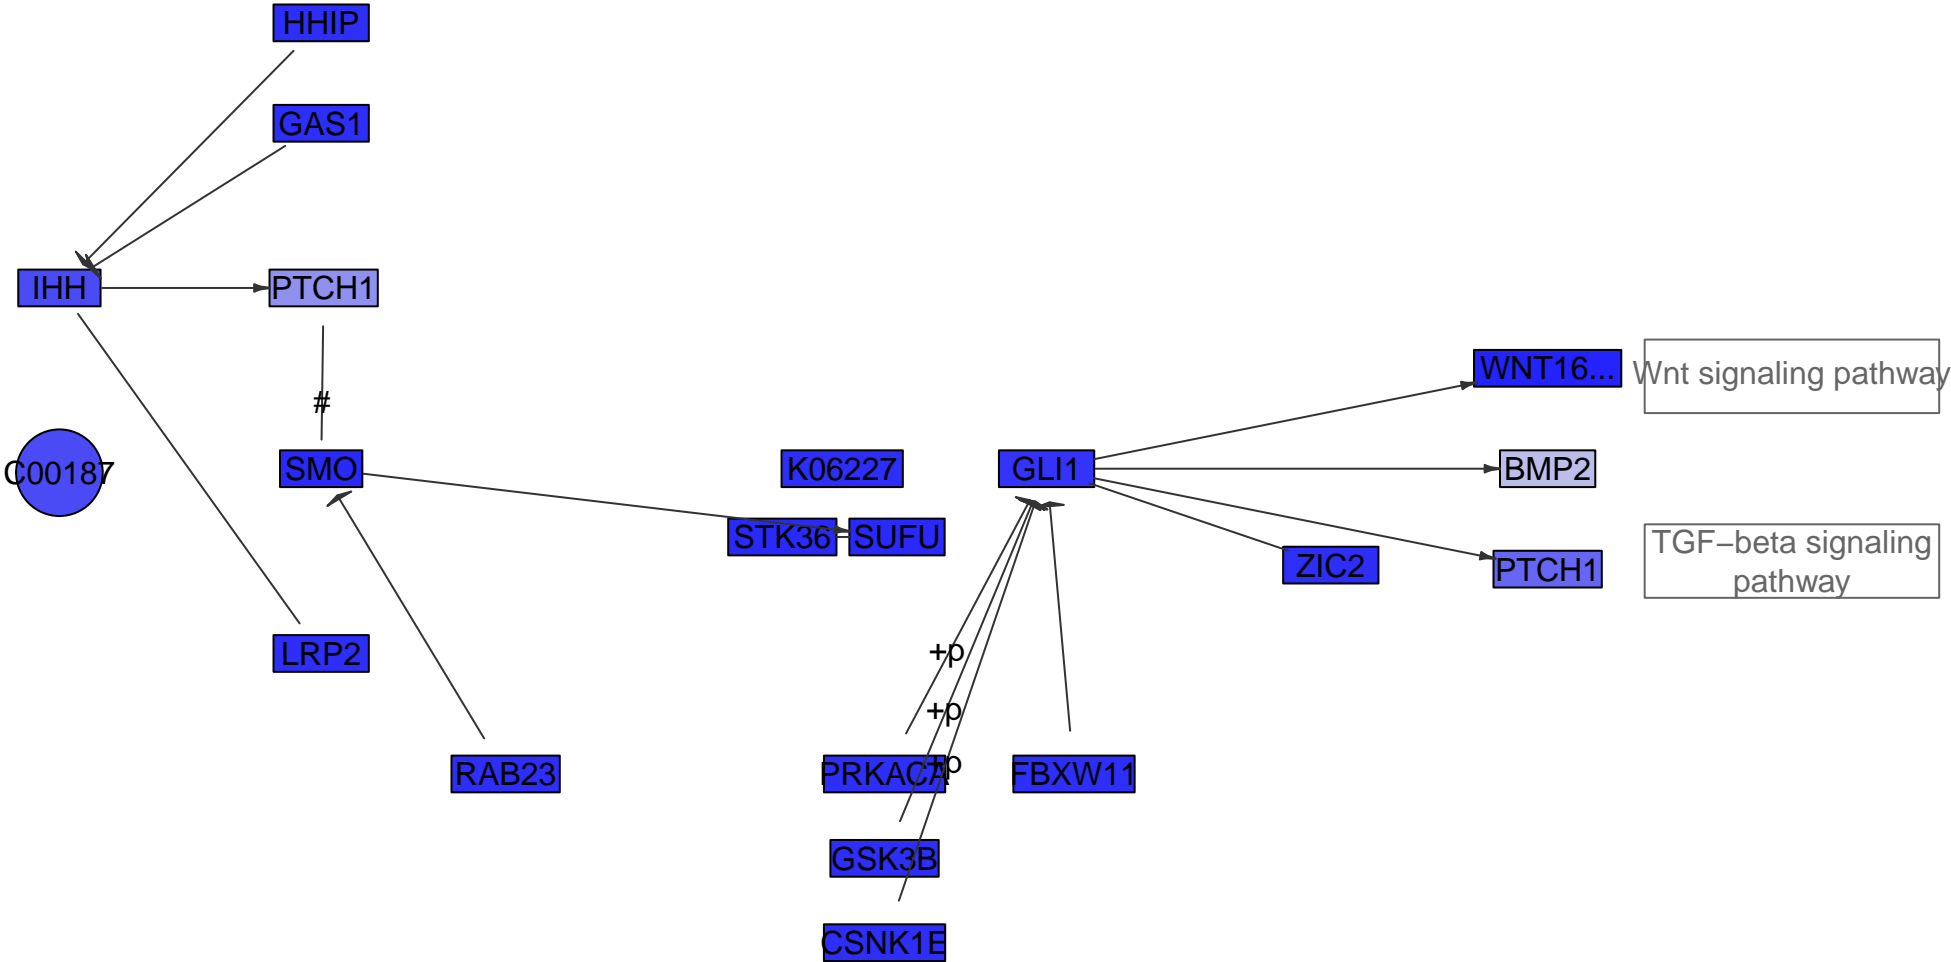 HHIP
GAS1
IHH
PTCH1
WNT16...
Wnt signaling pathway
#
C00187
SMO
K06227
GLI1
BMP2
STK36
SUFU
ZIC2
PTCH1
TGF−beta signaling
pathway
LRP2
+p
+p
+p
RAB23
PRKACA
FBXW11
GSK3B
CSNK1E